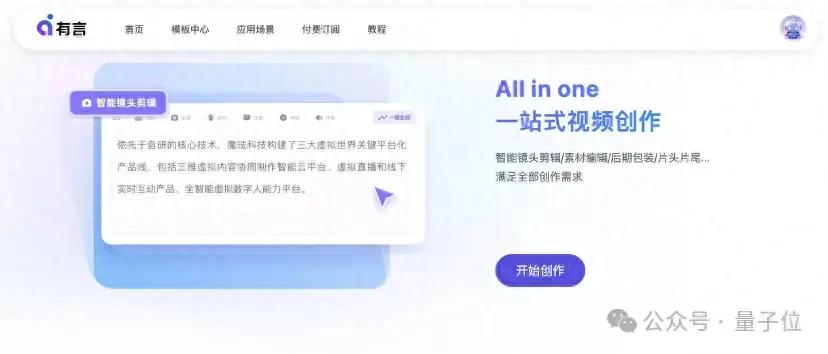 有言
首页 模板中心 应用场景 付费订阅 教程
智能镜头剪辑
一键生成
依托于自研的核心技术、魔珐科技构建了三大虚拟世界关键平台化
产品线、包括三维虚拟内容协同制作智能云平台、虚拟直播和线下
实时互动产品、全智能虚拟数字人能力平台。
All in one
一站式视频创作
智能镜头剪辑/素材编辑/后期包装/片头片尾...
满足全部创作需求
开始创作
公众号 · 量子位